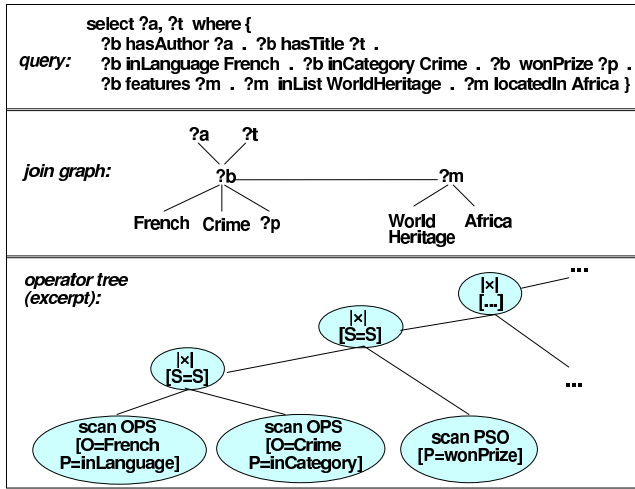 select ?a, ?t where {
?b hasAuthor ?a . ?b hasTitle ?t .
query: ?b inLanguage French . ?b inCategory Crime . ?b wonPrize ?p .
?b features ?m . ?m inList WorldHeritage . ?m locatedIn Africa }
?a ?t
join graph: ?b ?m
French Crime ?p World Heritage Africa
operator tree
(excerpt):
...
|×|
[...]
|×|
[S=S]
|×|
[S=S]
...
scan OPS
[O=French
P=inLanguage]
scan OPS
[O=Crime
P=inCategory]
scan PSO
[P=wonPrize]